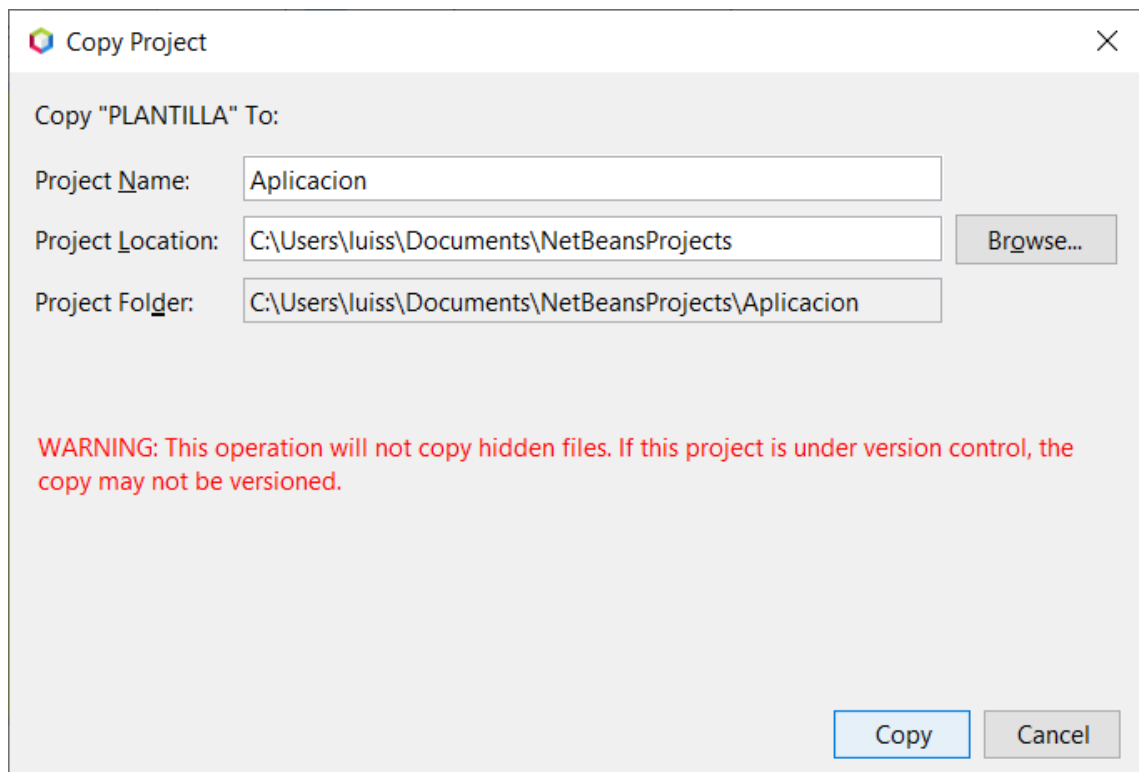 Copy Project
Copy "PLANTILLA" To:
Project Name: Aplicacion
Project Location: C:\Users\luiss\Documents\NetBeansProjects Browse...
Project Folder: C:\Users\luiss\Documents\NetBeansProjects\Aplicacion
WARNING: This operation will not copy hidden files. If this project is under version control, the
copy may not be versioned.
Copy Cancel